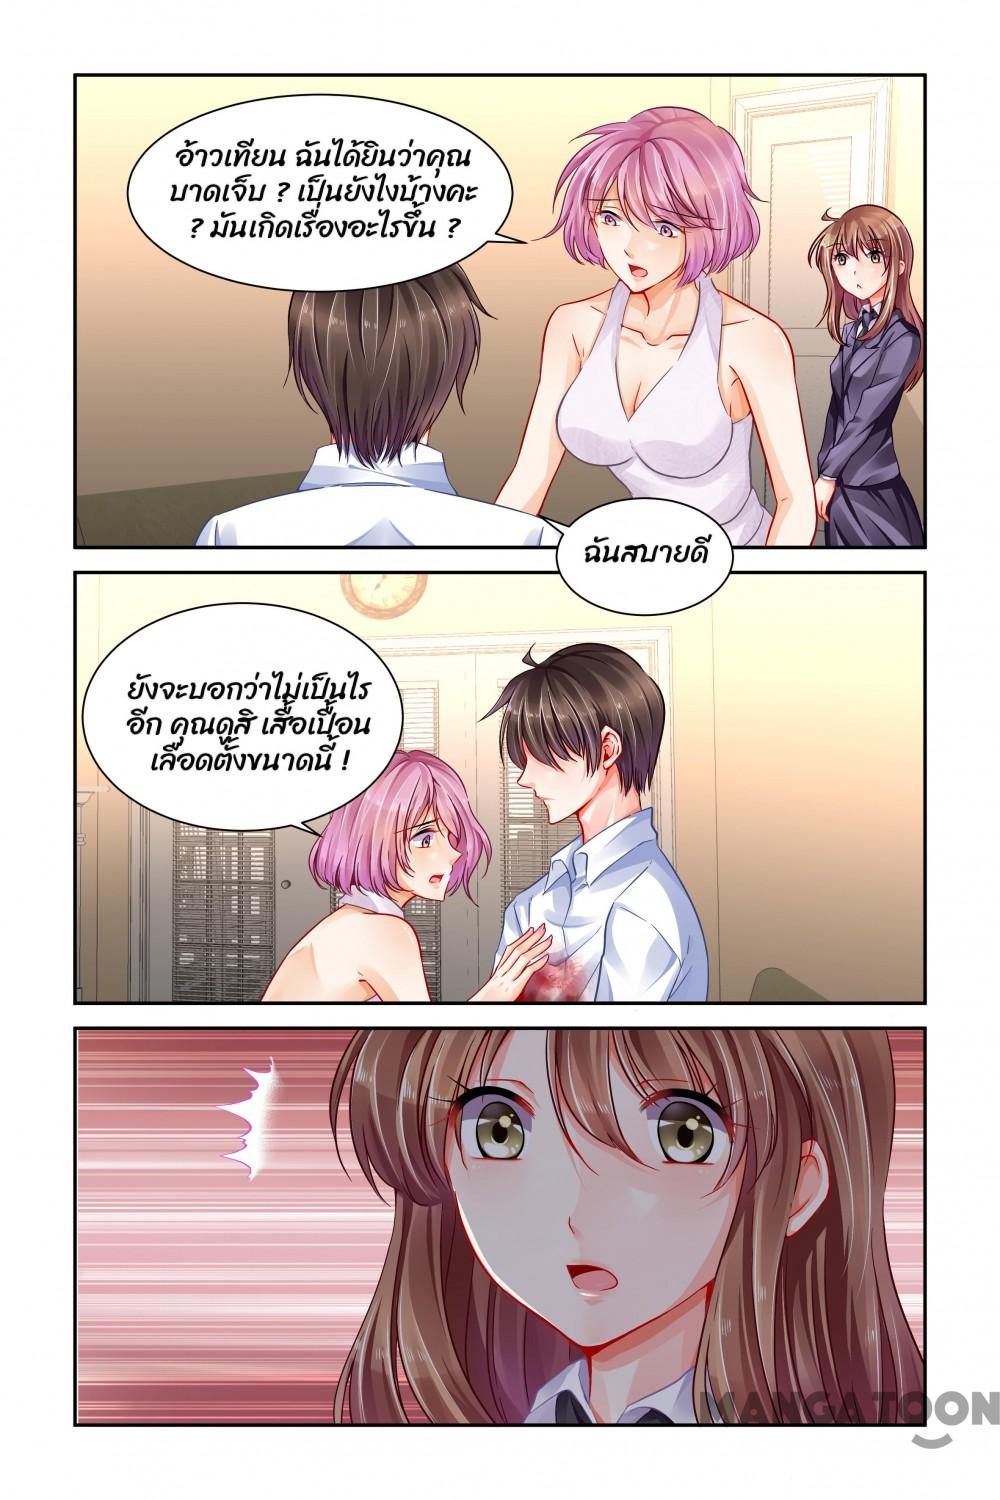 อ้าวเทียน ฉันได้ยินว่าคุณ
บาดเจ็บ ? เป็นยังไงบ้างคะ
? มันเกิดเรื่องอะไรขึ้น ?
ฉันสบายดี
ยังจะบอกว่าไม่เป็นไร
อีก คุณดูสิ เสื้อเปื้อน
เลือดตั้งขนาดนี้ !
MANGATOON